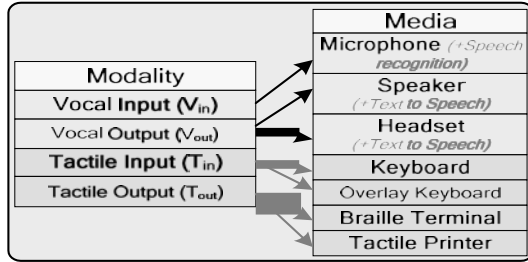 Modality
Vocal Input (Vin)
Vocal Output (Vout)
Tactile Input (Tin)
Tactile Output (Tout)
Media
Microphone (+Speech
recognition)
Speaker
(+Text to Speech)
Headset
(+Text to Speech)
Keyboard
Overlay Keyboard
Braille Terminal
Tactile Printer